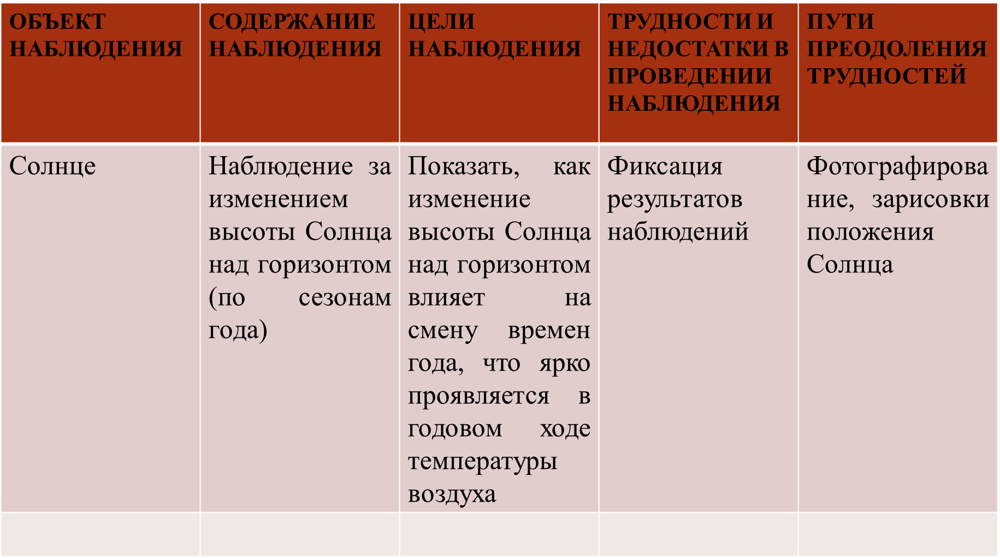 ОБЪЕКТ
НАБЛЮДЕНИЯ
СОДЕРЖАНИЕ
НАБЛЮДЕНИЯ
ЦЕЛИ
НАБЛЮДЕНИЯ
ТРУДНОСТИ И
НЕДОСТАТКИ В
ПРОВЕДЕНИИ
НАБЛЮДЕНИЯ
ПУТИ
ПРЕОДОЛЕНИЯ
ТРУДНОСТЕЙ
Солнце
Наблюдение за
изменением
высоты Солнца
над горизонтом
(по сезонам
года)
Показать, как
изменение
высоты Солнца
над горизонтом
влияет на
смену времен
года, что ярко
проявляется в
годовом ходе
температуры
воздуха
Фиксация
результатов
наблюдений
Фотографирова
ние, зарисовки
положения
Солнца